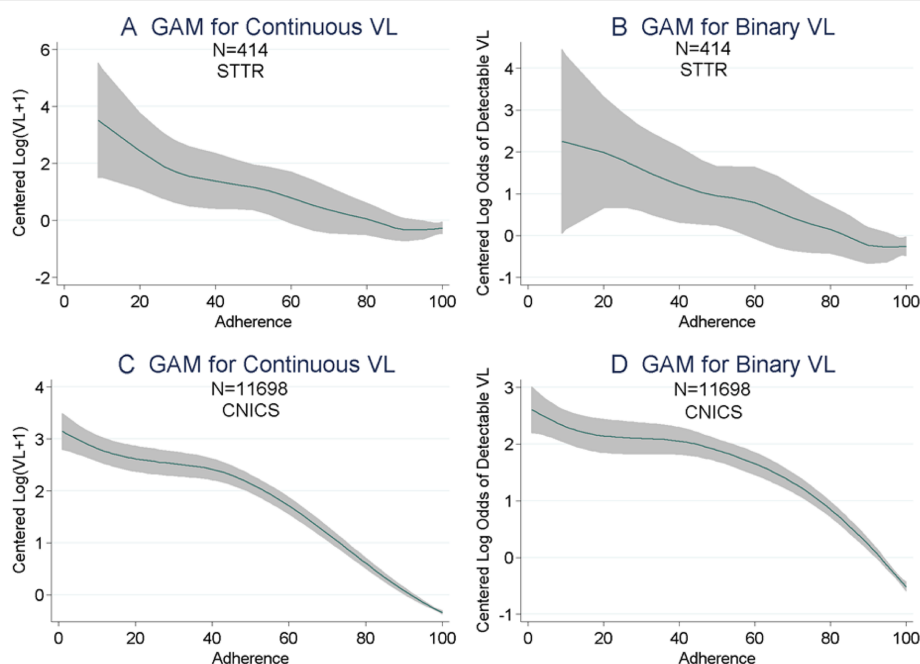 A GAM for Continuous VL
N=414
STTR
Centered Log(VL+1)
6
4
2
0
-2
0 20 40 60 80 100
Adherence
B GAM for Binary VL
N=414
STTR
Centered Log Odds of Detectable VL
4
3
2
1
0
-1
0 20 40 60 80 100
Adherence
C GAM for Continuous VL
N=11698
CNICS
Centered Log(VL+1)
4
3
2
1
0
0 20 40 60 80 100
Adherence
D GAM for Binary VL
N=11698
CNICS
Centered Log Odds of Detectable VL
3
2
1
0
-1
0 20 40 60 80 100
Adherence